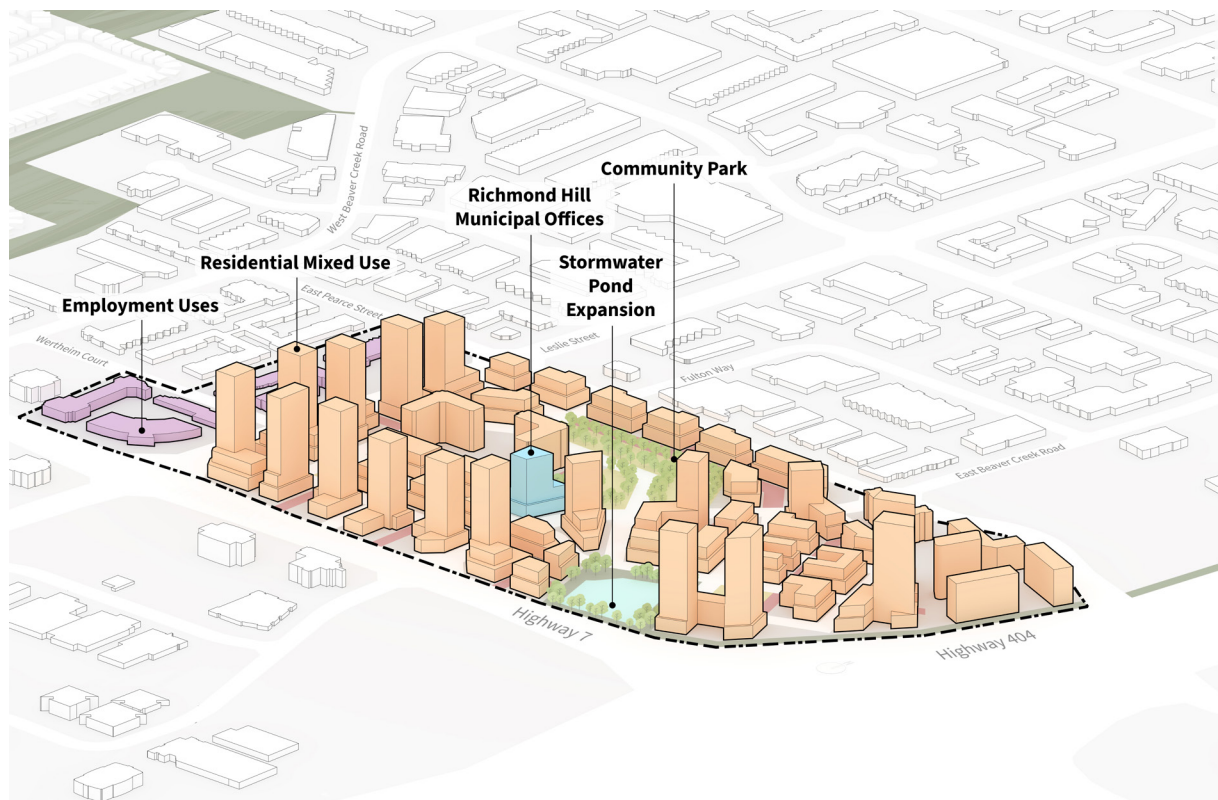 Community Park
Richmond Hill
Municipal Offices
Residential Mixed Use
Stormwater
Pond
Expansion
Employment Uses
West Beaver Creek Road
East Pearce Street
Wertheim Court
Leslie Street
Fulton Way
East Beaver Creek Road
Highway 7
Highway 404